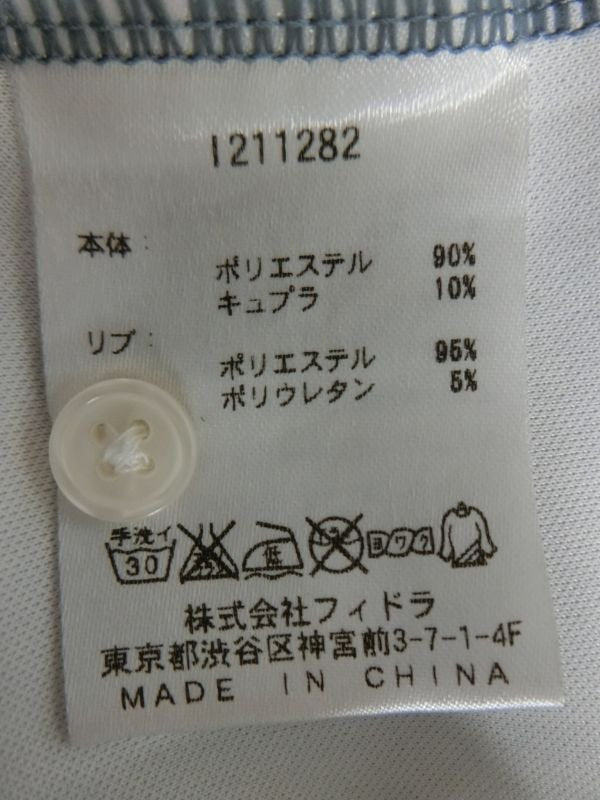 I211282
本体:
ポリエステル 90%
キュプラ 10%
リブ:
ポリエステル 95%
ポリウレタン 5%
手洗イ
30
低
ヨワク
株式会社フィドラ
東京都渋谷区神宮前3-7-1-4F
MADE IN CHINA